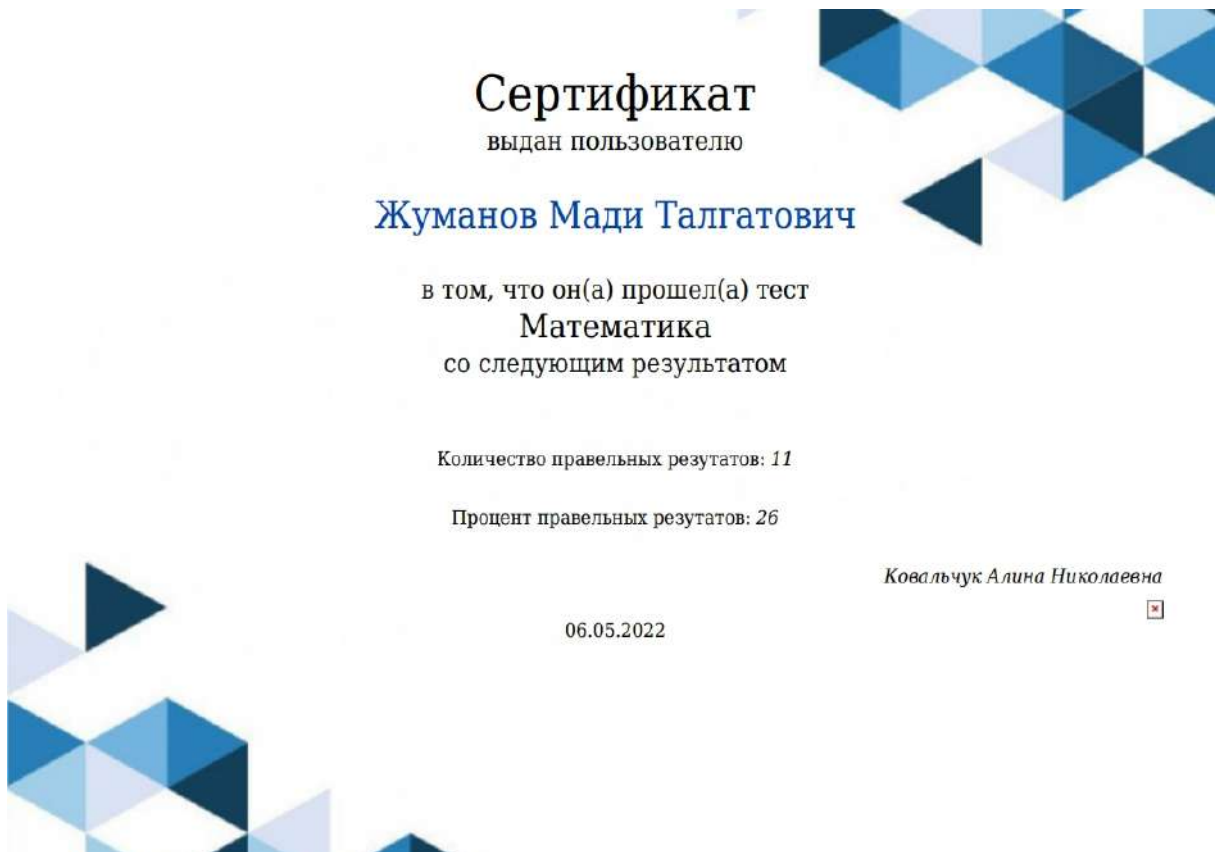 Сертификат
выдан пользователю
Жуманов Мади Талгатович
в том, что он(а) прошел(а) тест
Математика
со следующим результатом
Количество правельных резутатов: 11
Процент правельных резутатов: 26
Ковальчук Алина Николаевна
06.05.2022